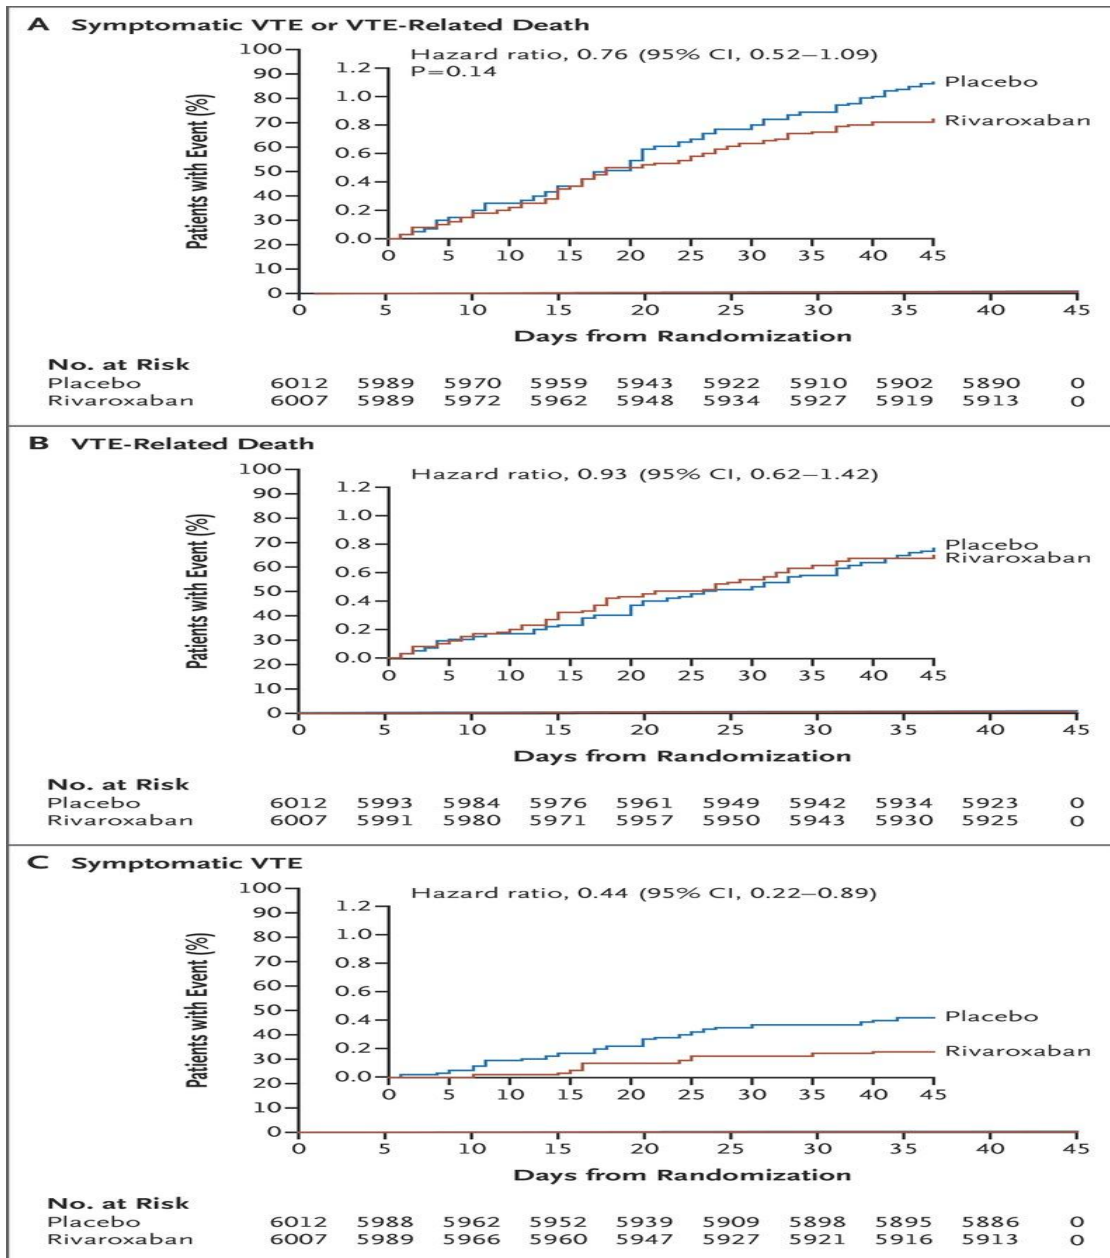 A Symptomatic VTE or VTE-Related Death
Hazard ratio, 0.76 (95% CI, 0.52–1.09)
P=0.14
Patients with Event (%)
100
90
80
70
60
50
40
30
20
10
0
1.2
1.0
0.8
0.6
0.4
0.2
0.0
Placebo
Rivaroxaban
0 5 10 15 20 25 30 35 40 45
0 5 10 15 20 25 30 35 40 45
Days from Randomization
No. at Risk
Placebo 6012 5989 5970 5959 5943 5922 5910 5902 5890 0
Rivaroxaban 6007 5989 5972 5962 5948 5934 5927 5919 5913 0
B VTE-Related Death
Hazard ratio, 0.93 (95% CI, 0.62–1.42)
Patients with Event (%)
100
90
80
70
60
50
40
30
20
10
0
1.2
1.0
0.8
0.6
0.4
0.2
0.0
Placebo
Rivaroxaban
0 5 10 15 20 25 30 35 40 45
0 5 10 15 20 25 30 35 40 45
Days from Randomization
No. at Risk
Placebo 6012 5993 5984 5976 5961 5949 5942 5934 5923 0
Rivaroxaban 6007 5991 5980 5971 5957 5950 5943 5930 5925 0
C Symptomatic VTE
Hazard ratio, 0.44 (95% CI, 0.22–0.89)
Patients with Event (%)
100
90
80
70
60
50
40
30
20
10
0
1.2
1.0
0.8
0.6
0.4
0.2
0.0
Placebo
Rivaroxaban
0 5 10 15 20 25 30 35 40 45
0 5 10 15 20 25 30 35 40 45
Days from Randomization
No. at Risk
Placebo 6012 5988 5962 5952 5939 5909 5898 5895 5886 0
Rivaroxaban 6007 5989 5966 5960 5947 5927 5921 5916 5913 0